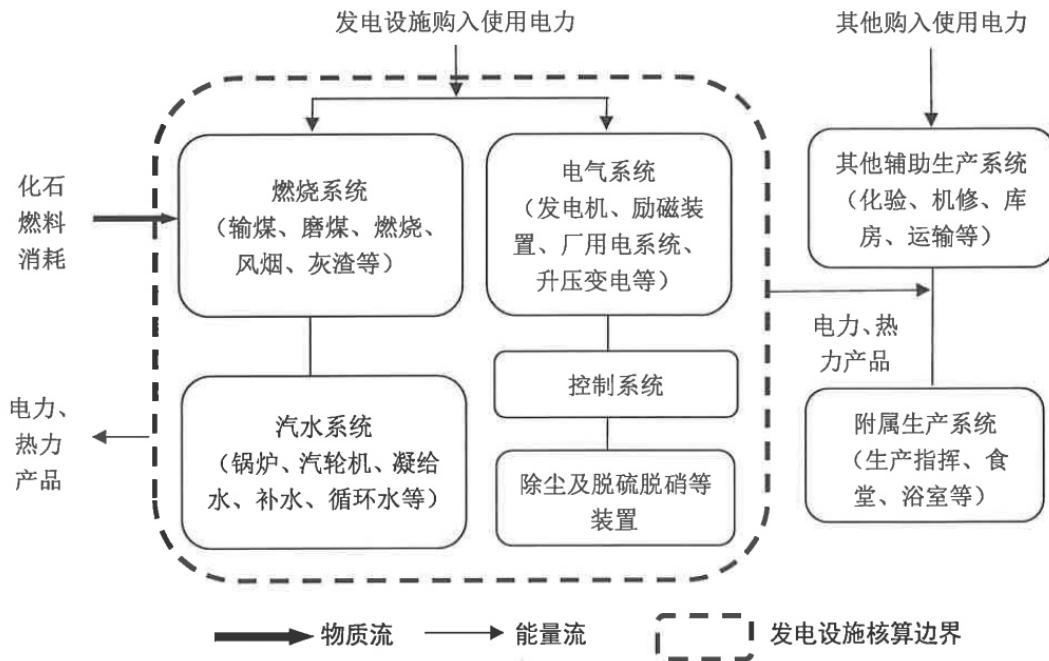 发电设施购入使用电力
其他购入使用电力
化石
燃料
消耗
燃烧系统
（输煤、磨煤、燃烧、
风烟、灰渣等）
电气系统
（发电机、励磁装
置、厂用电系统、
升压变电等）
其他辅助生产系统
（化验、机修、库
房、运输等）
电力、热
力产品
控制系统
电力、
热力
产品
汽水系统
（锅炉、汽轮机、凝给
水、补水、循环水等）
除尘及脱硫脱硝等
装置
附属生产系统
（生产指挥、食
堂、浴室等）
物质流
能量流
发电设施核算边界